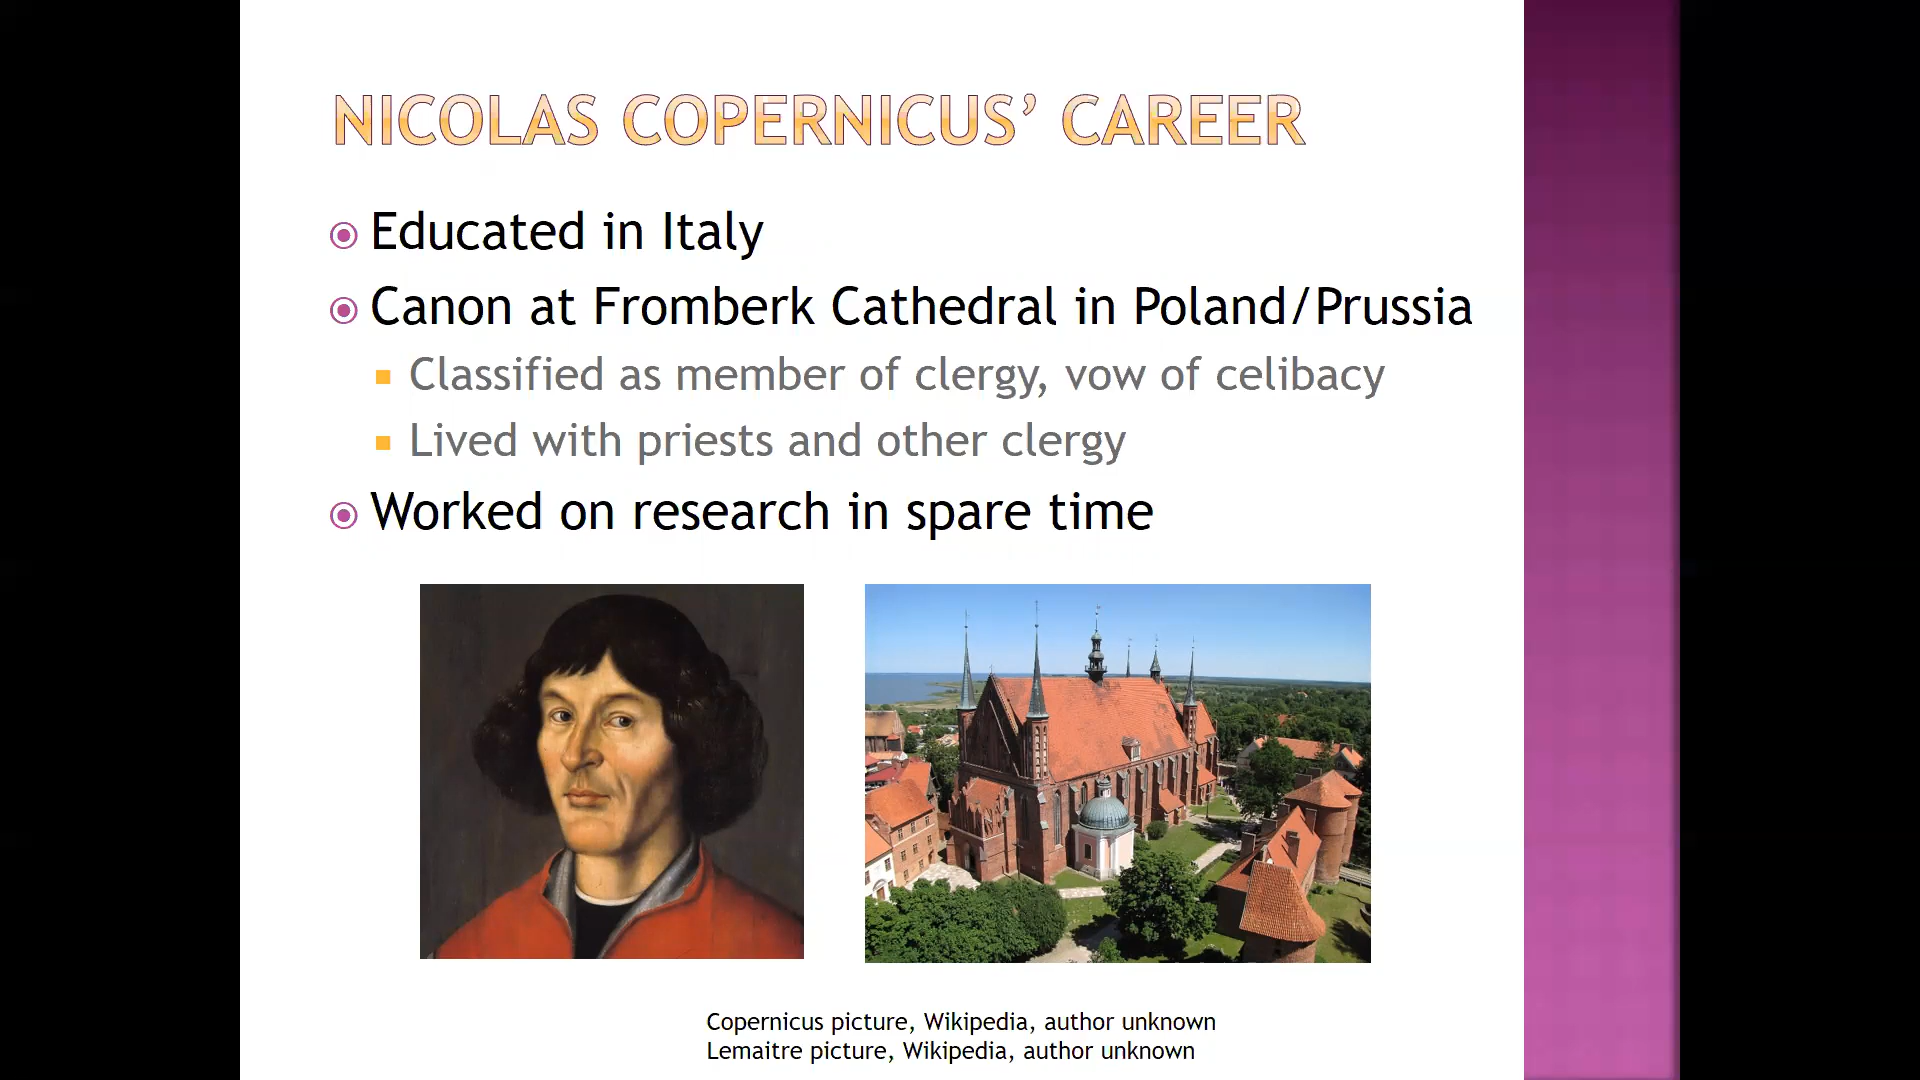 NICOLAS COPERNICUS’ CAREER
Educated in Italy
Canon at Fromberk Cathedral in Poland/Prussia
Classified as member of clergy, vow of celibacy
Lived with priests and other clergy
Worked on research in spare time
Copernicus picture, Wikipedia, author unknown
Lemaitre picture, Wikipedia, author unknown